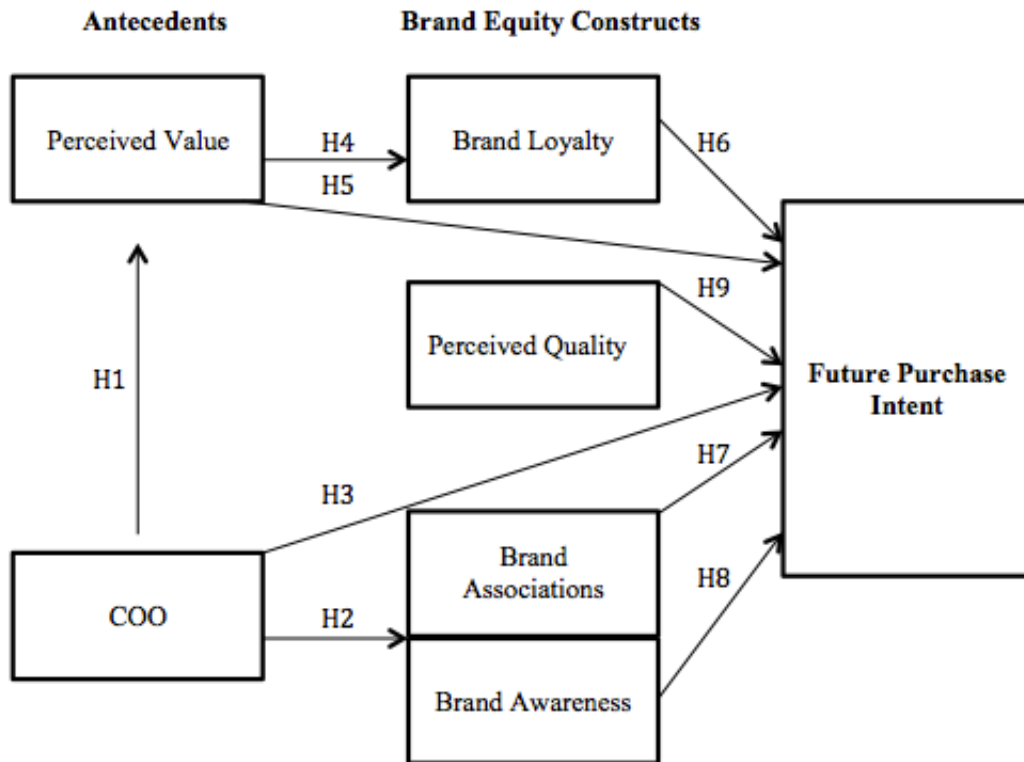 Antecedents
Brand Equity Constructs
Perceived Value
H4
Brand Loyalty
H6
H5
H9
Perceived Quality
Future Purchase
Intent
H1
H3
H7
Brand
Associations
H8
COO
H2
Brand Awareness